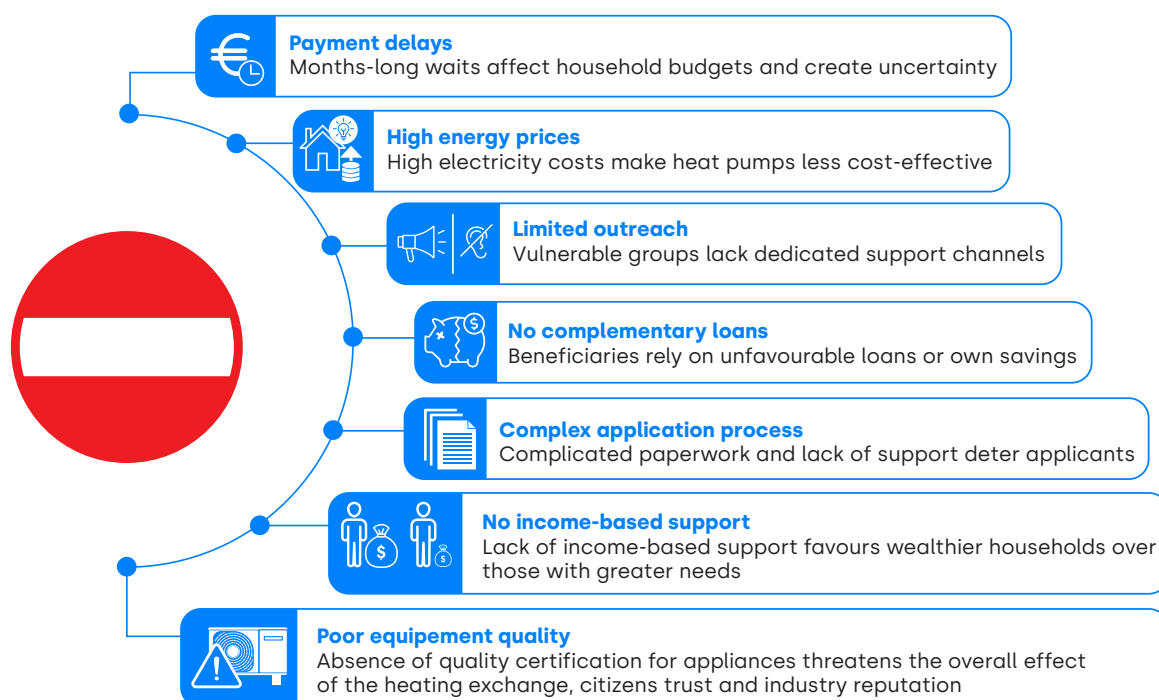 Payment delays
Months-long waits affect household budgets and create uncertainty
High energy prices
High electricity costs make heat pumps less cost-effective
Limited outreach
Vulnerable groups lack dedicated support channels
No complementary loans
Beneficiaries rely on unfavourable loans or own savings
Complex application process
Complicated paperwork and lack of support deter applicants
No income-based support
Lack of income-based support favours wealthier households over
those with greater needs
Poor equipement quality
Absence of quality certification for appliances threatens the overall effect
of the heating exchange, citizens trust and industry reputation